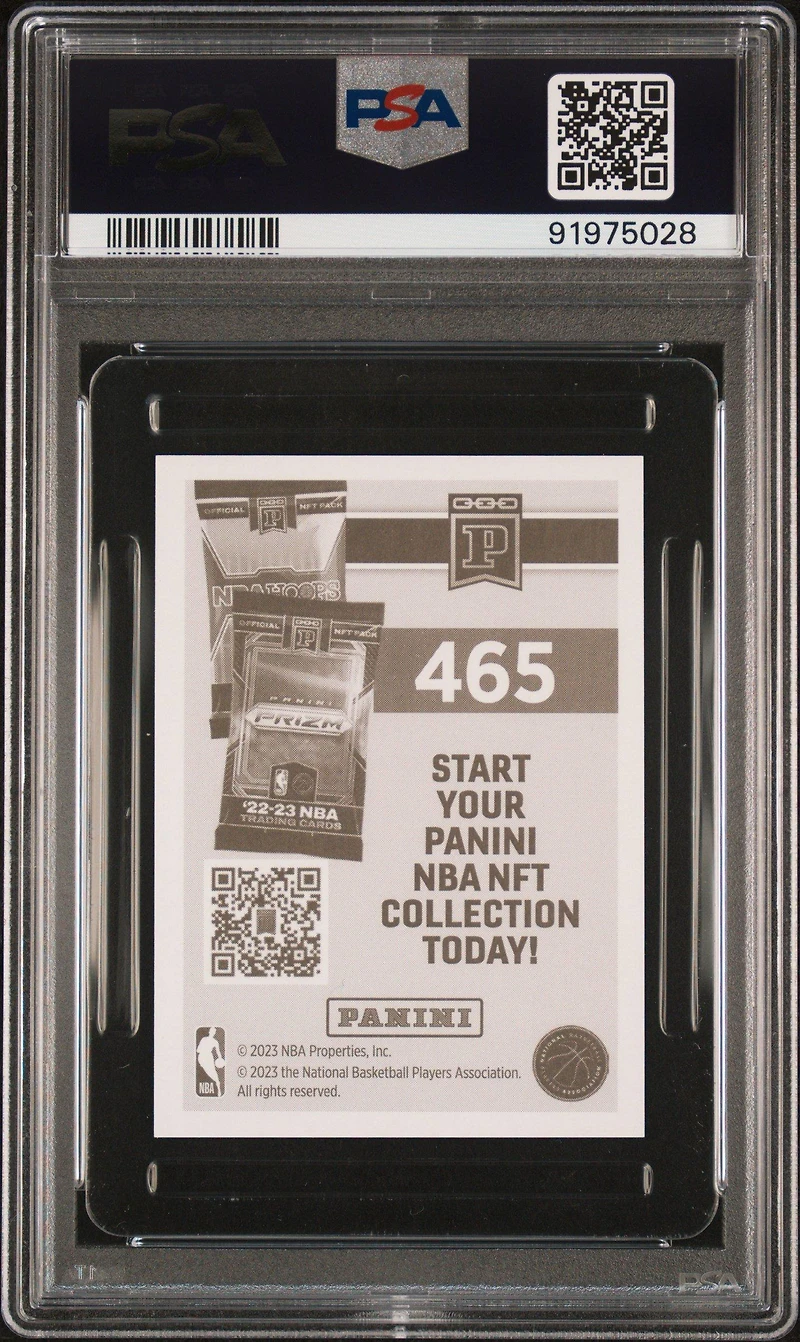 PSA
PSA
91975028
OFFICIAL
P
NFT PACK
NBA HOOPS
OFFICIAL
P
NFT PACK
PANINI
PRIZM
'22-23 NBA
TRADING CARDS
P
465
START
YOUR
PANINI
NBA NFT
COLLECTION
TODAY!
PANINI
NBA
© 2023 NBA Properties, Inc.
© 2023 the National Basketball Players Association.
All rights reserved.
NATIONAL BASKETBALL
PSA